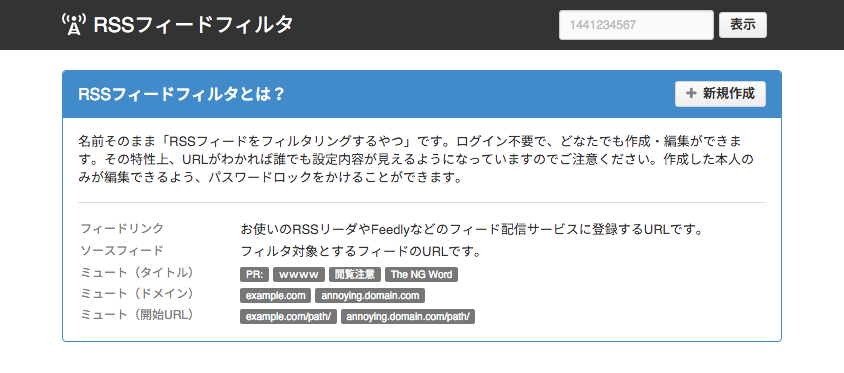 RSSフィードフィルタ
1441234567
表示
RSSフィードフィルタとは？
新規作成
名前そのまま「RSSフィードをフィルタリングするやつ」です。ログイン不要で、どなたでも作成・編集ができま
す。その特性上、URLがわかれば誰でも設定内容が見えるようになっていますのでご注意ください。作成した本人の
みが編集できるよう、パスワードロックをかけることができます。
フィードリンク お使いのRSSリーダやFeedlyなどのフィード配信サービスに登録するURLです。
ソースフィード フィルタ対象とするフィードのURLです。
ミュート（タイトル） PR: wwww 閲覧注意 The NG Word
ミュート（ドメイン） example.com annoying.domain.com
ミュート（開始URL） example.com/path/ annoying.domain.com/path/